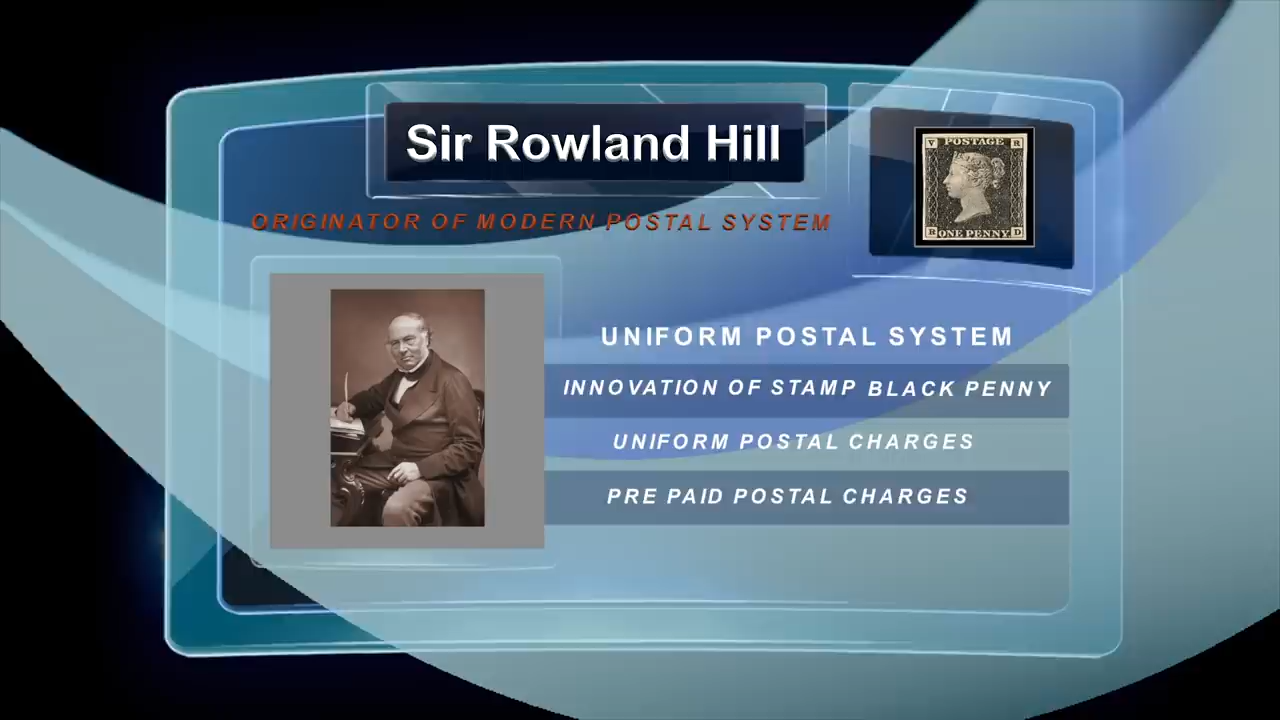 Sir Rowland Hill
ORIGINATOR OF MODERN POSTAL SYSTEM
V POSTAGE R
R ONE PENNY D
UNIFORM POSTAL SYSTEM
INNOVATION OF STAMP BLACK PENNY
UNIFORM POSTAL CHARGES
PRE PAID POSTAL CHARGES